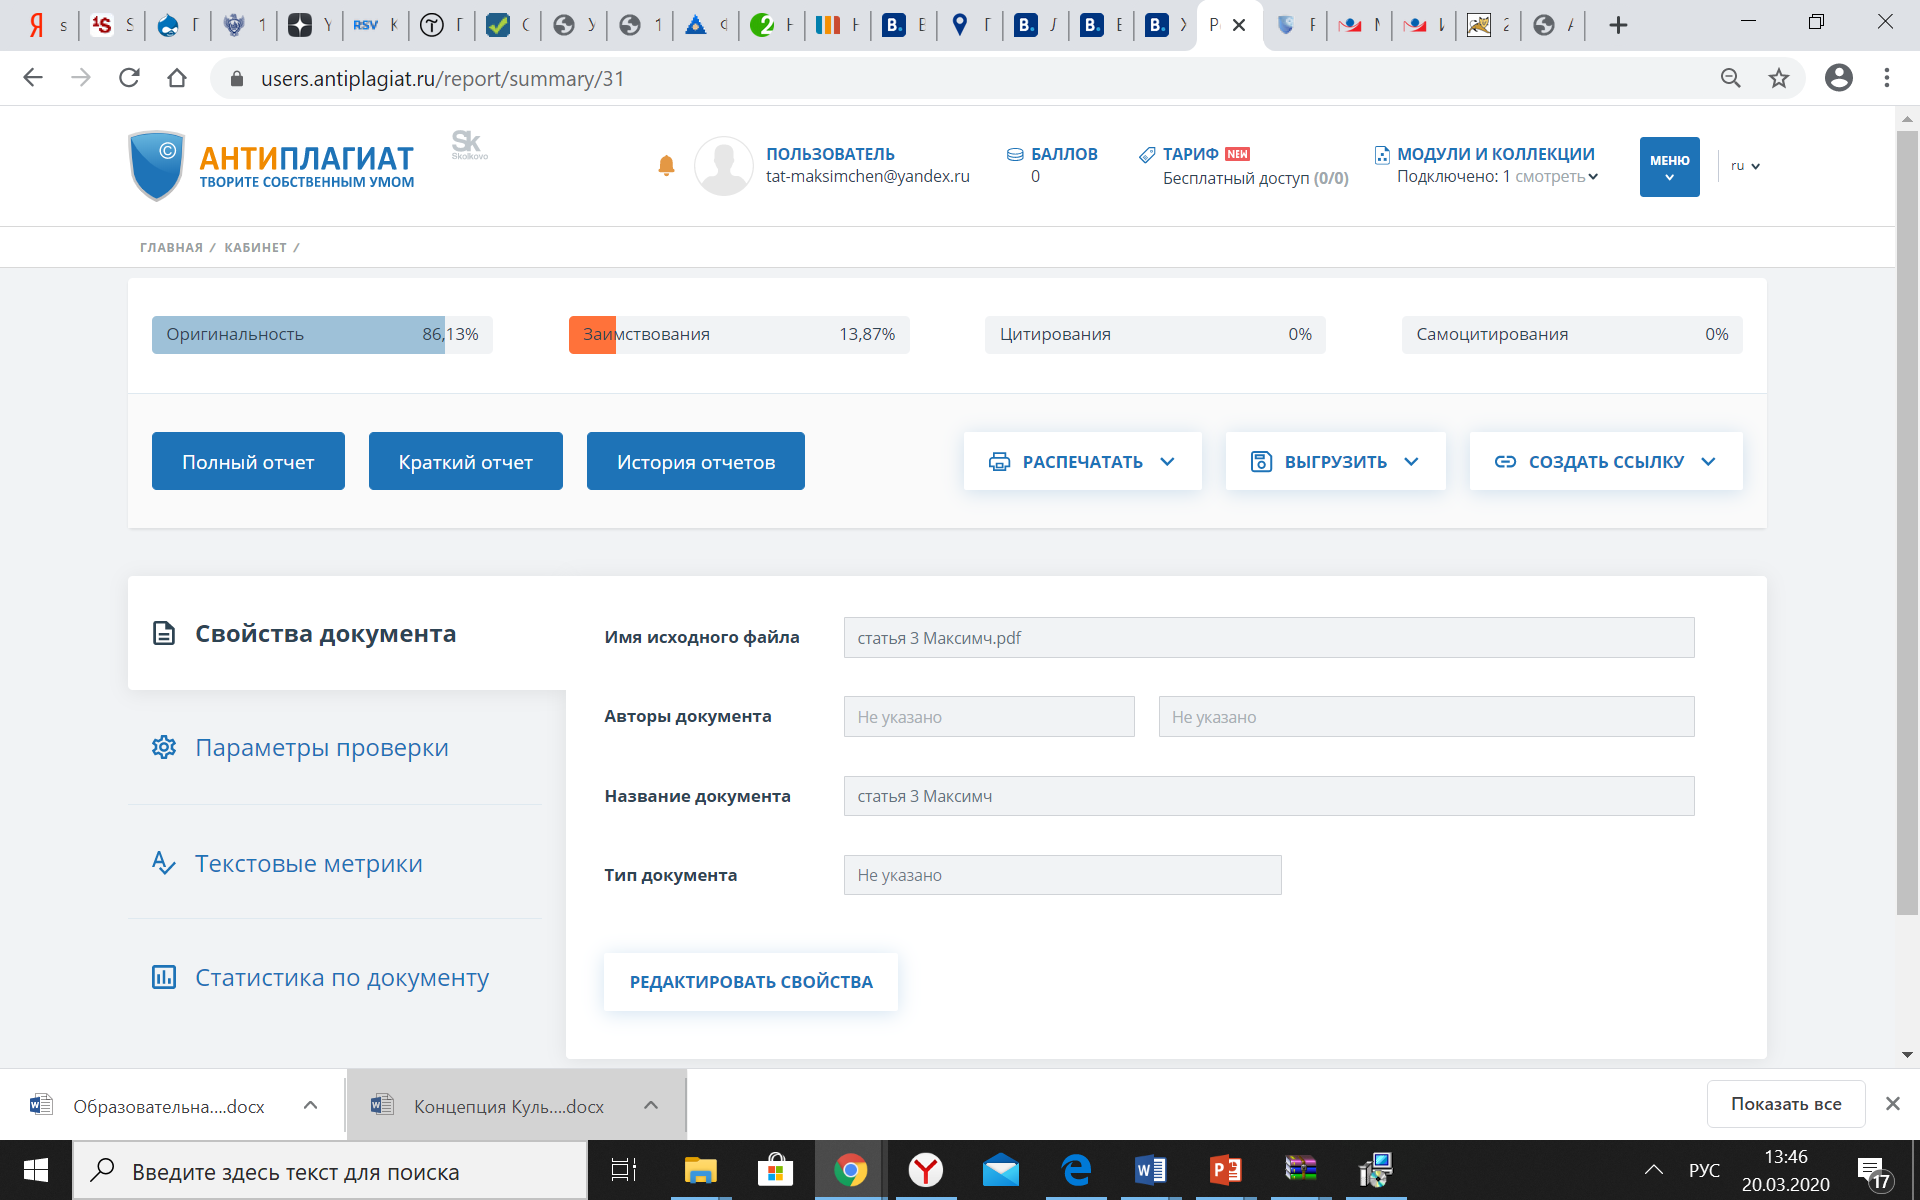 users.antiplagiat.ru/report/summary/31
АНТИПЛАГИАТ
ТВОРИТЕ СОБСТВЕННЫМ УМОМ
Sk
Skolkovo
ПОЛЬЗОВАТЕЛЬ
tat-maksimchen@yandex.ru
БАЛЛОВ
0
ТАРИФ NEW
Бесплатный доступ (0/0)
МОДУЛИ И КОЛЛЕКЦИИ
Подключено: 1 смотреть
МЕНЮ
ru
ГЛАВНАЯ / КАБИНЕТ /
Оригинальность 86,13%
Заимствования 13,87%
Цитирования 0%
Самоцитирования 0%
Полный отчет
Краткий отчет
История отчетов
РАСПЕЧАТАТЬ
ВЫГРУЗИТЬ
СОЗДАТЬ ССЫЛКУ
Свойства документа
Параметры проверки
Текстовые метрики
Статистика по документу
Имя исходного файла статья 3 Максимч.pdf
Авторы документа Не указано Не указано
Название документа статья 3 Максимч
Тип документа Не указано
РЕДАКТИРОВАТЬ СВОЙСТВА
Образовательна....docx
Концепция Куль....docx
Показать все
Введите здесь текст для поиска
РУС
13:46
20.03.2020
17